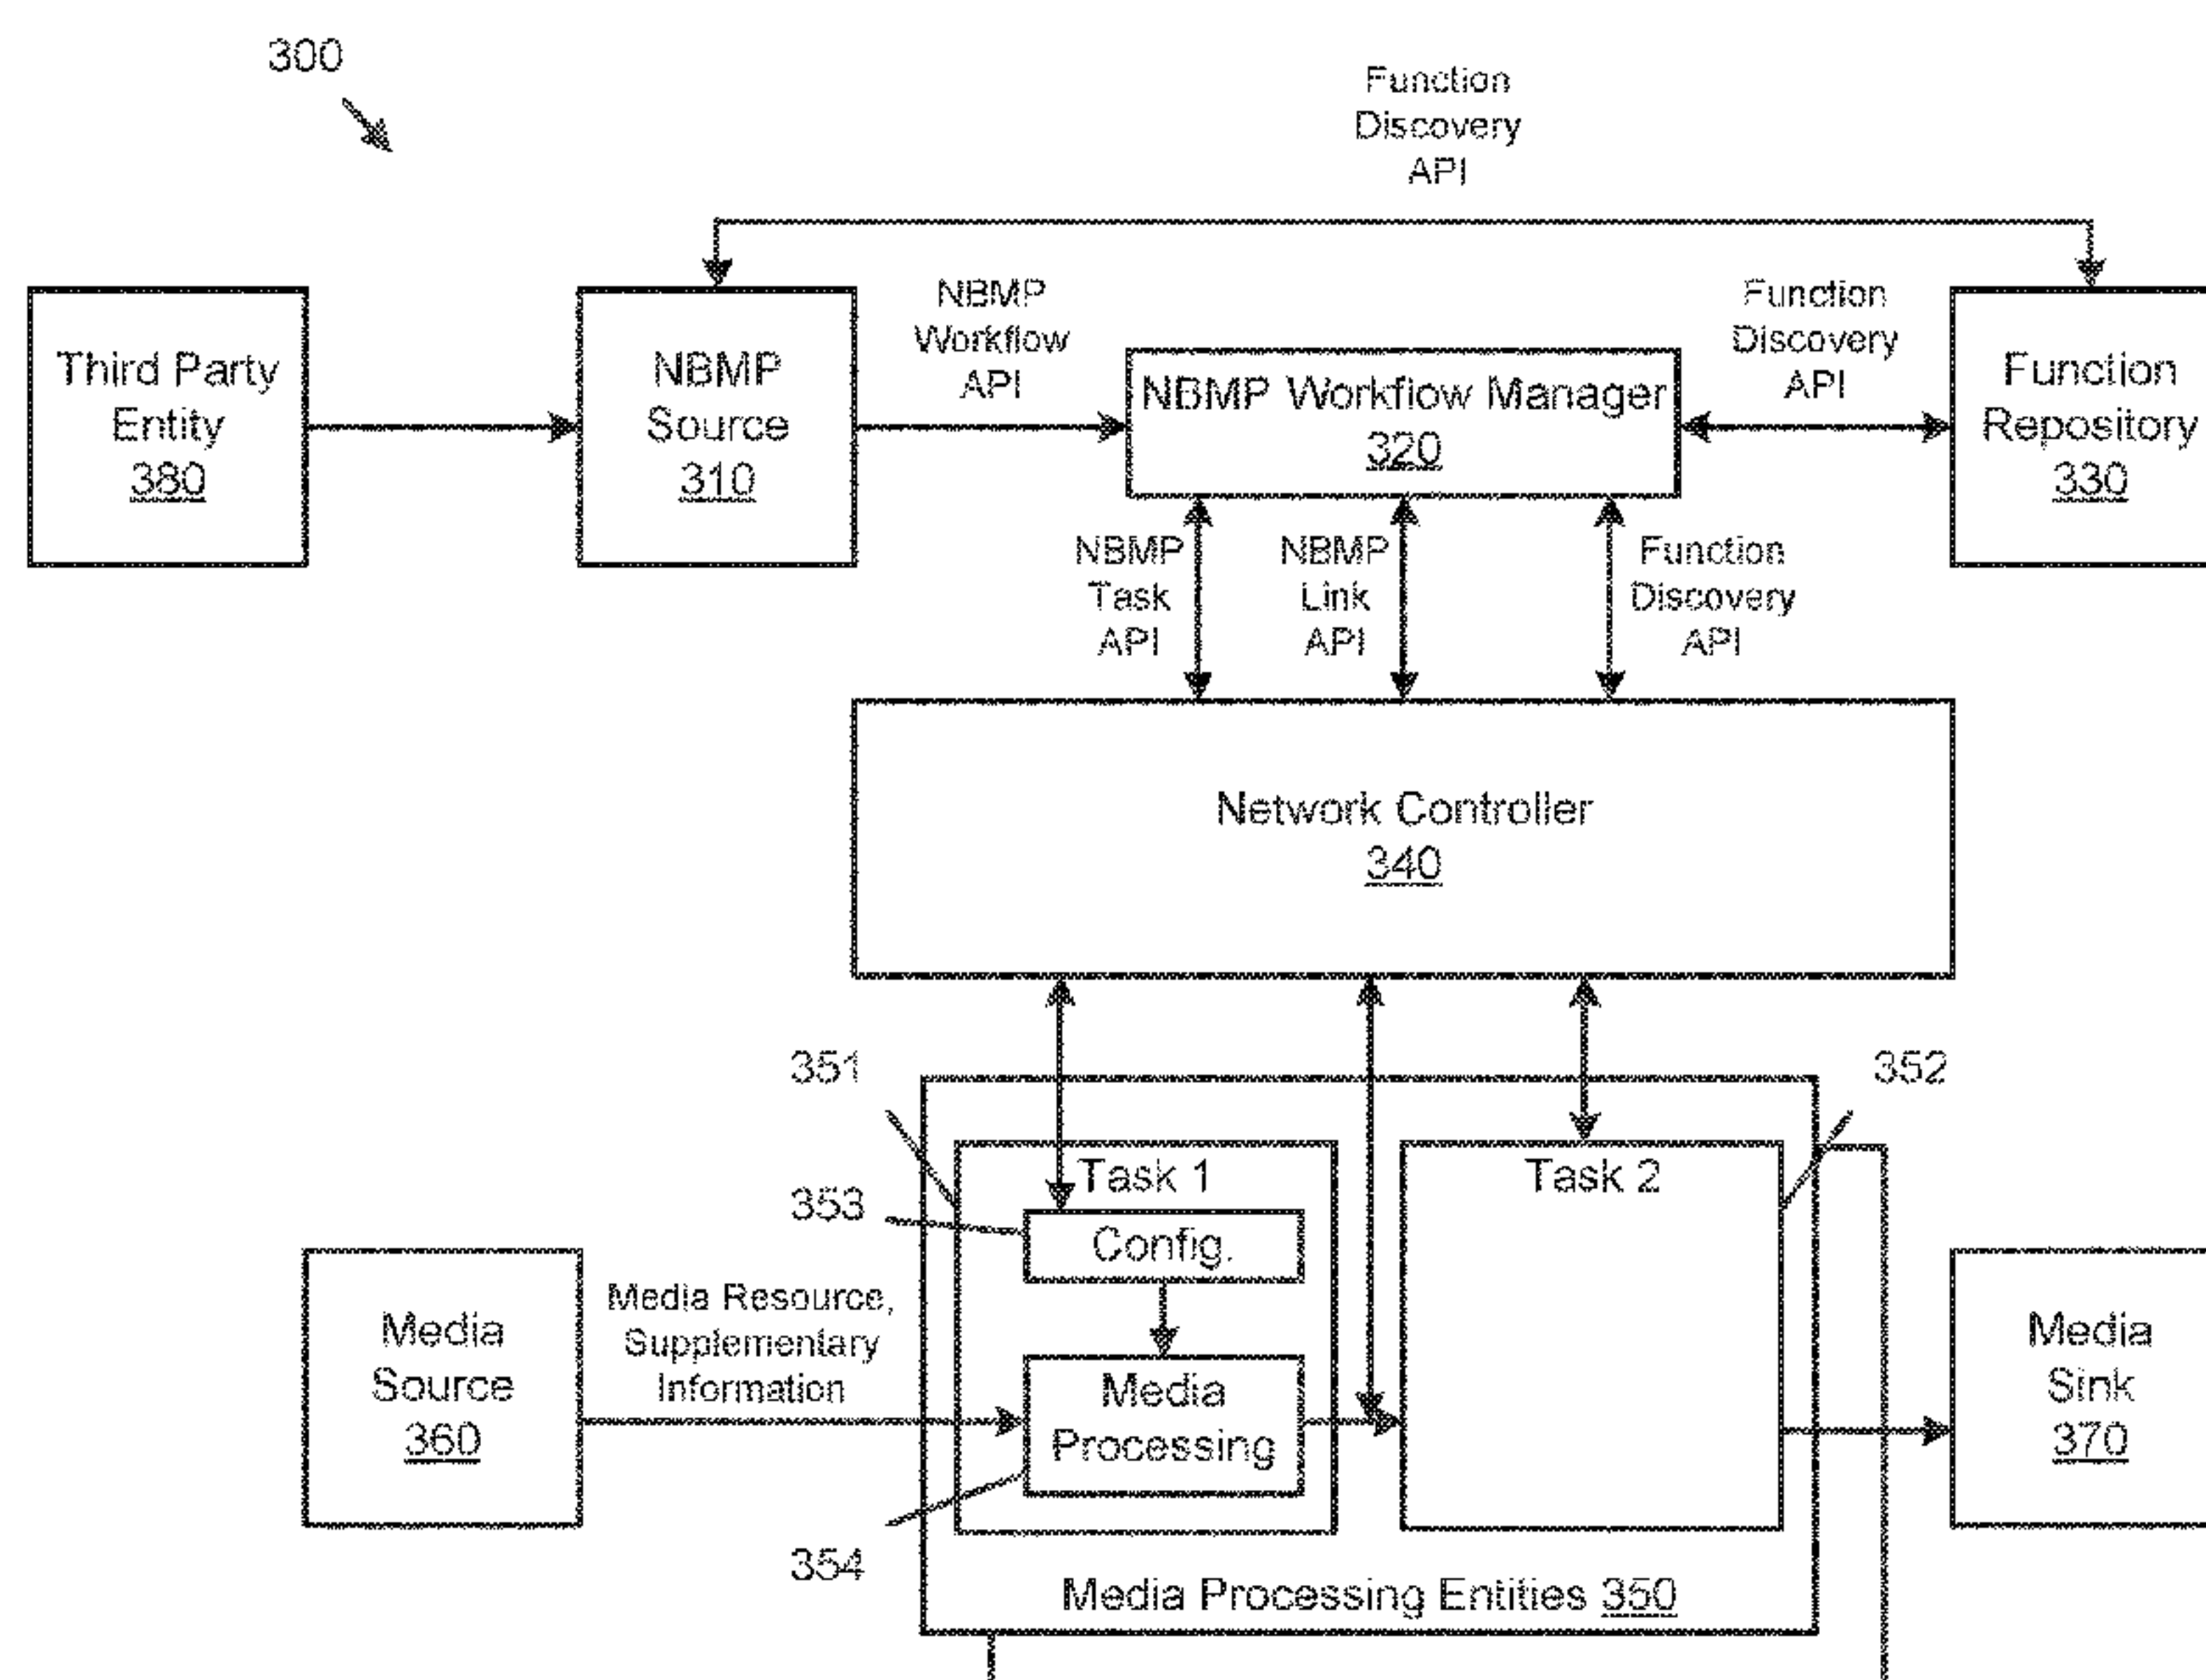 300
Function
Discovery
API
Third Party
Entity
380
NBMP
Source
310
NBMP
Workflow
API
NBMP Workflow Manager
320
Function
Discovery
API
Function
Repository
330
NBMP
Task
API
NBMP
Link
API
Function
Discovery
API
Network Controller
340
351
352
353
Task 1
Config.
Task 2
Media
Source
360
Media Resource,
Supplementary
Information
Media
Processing
Media
Sink
370
354
Media Processing Entities 350